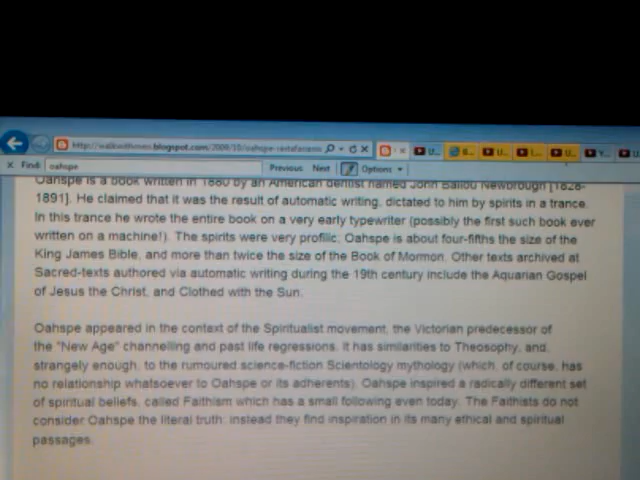 http://walkwithmeo.blogspot.com/2009/10/oahspe-rastafarians
Find: oahspe
Previous Next Options
Oahspe is a book written in 1880 by an American dentist named John Ballou Newbrough [1828-
1891]. He claimed that it was the result of automatic writing, dictated to him by spirits in a trance.
In this trance he wrote the entire book on a very early typewriter (possibly the first such book ever
written on a machine!). The spirits were very profilic, Oahspe is about four-fifths the size of the
King James Bible, and more than twice the size of the Book of Mormon. Other texts archived at
Sacred-texts authored via automatic writing during the 19th century include the Aquarian Gospel
of Jesus the Christ, and Clothed with the Sun.
Oahspe appeared in the context of the Spiritualist movement, the Victorian predecessor of
the "New Age" channelling and past life regressions. It has similarities to Theosophy, and,
strangely enough, to the rumoured science-fiction Scientology mythology (which, of course, has
no relationship whatsoever to Oahspe or its adherents). Oahspe inspired a radically different set
of spiritual beliefs, called Faithism which has a small following even today. The Faithists do not
consider Oahspe the literal truth; instead they find inspiration in its many ethical and spiritual
passages.